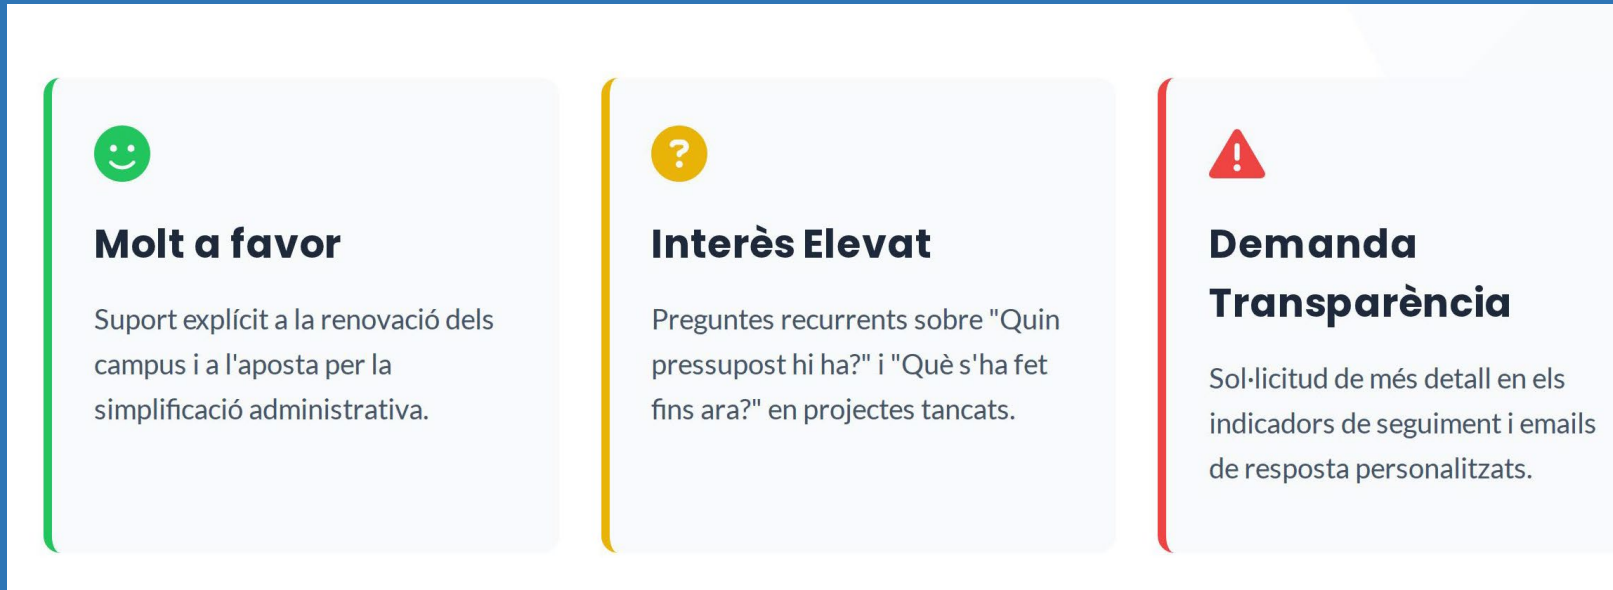 Molt a favor
Suport explícit a la renovació dels
campus i a l'aposta per la
simplificació administrativa.
Interès Elevat
Preguntes recurrents sobre "Quin
pressupost hi ha?" i "Què s'ha fet
fins ara?" en projectes tancats.
Demanda
Transparència
Sol·licitud de més detall en els
indicadors de seguiment i emails
de resposta personalitzats.